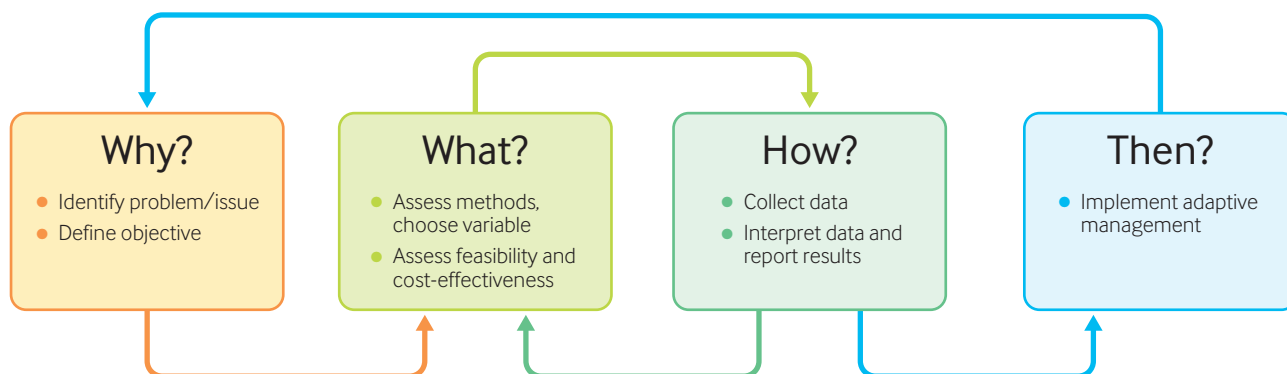 Why?
Identify problem/issue
Define objective
What?
Assess methods,
choose variable
Assess feasibility and
cost-effectiveness
How?
Collect data
Interpret data and
report results
Then?
Implement adaptive
management